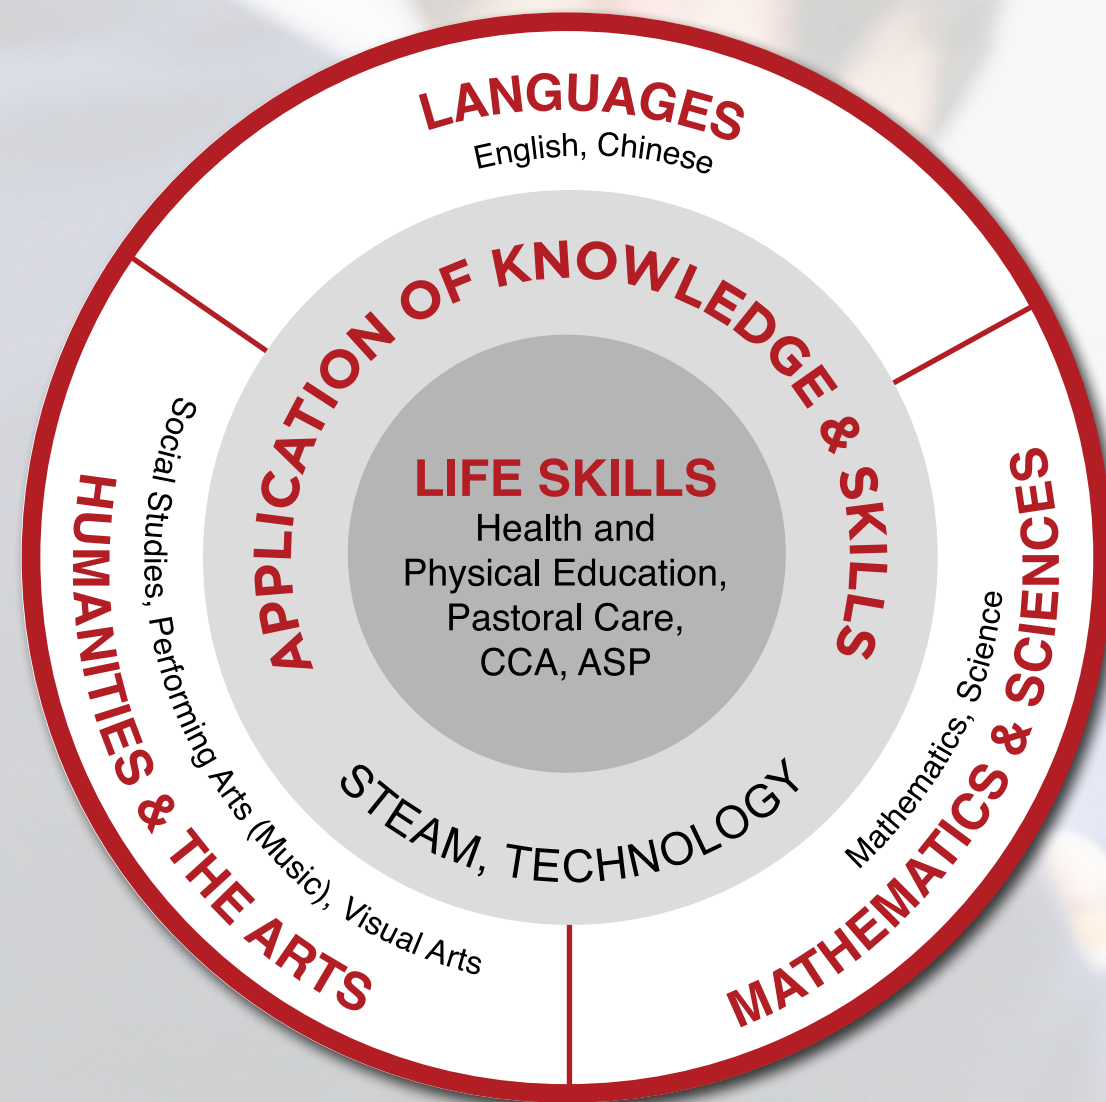 LANGUAGES
English, Chinese
APPLICATION OF KNOWLEDGE & SKILLS
STEAM, TECHNOLOGY
LIFE SKILLS
Health and
Physical Education,
Pastoral Care,
CCA, ASP
HUMANITIES & THE ARTS
Social Studies, Performing Arts (Music), Visual Arts
MATHEMATICS & SCIENCES
Mathematics, Science